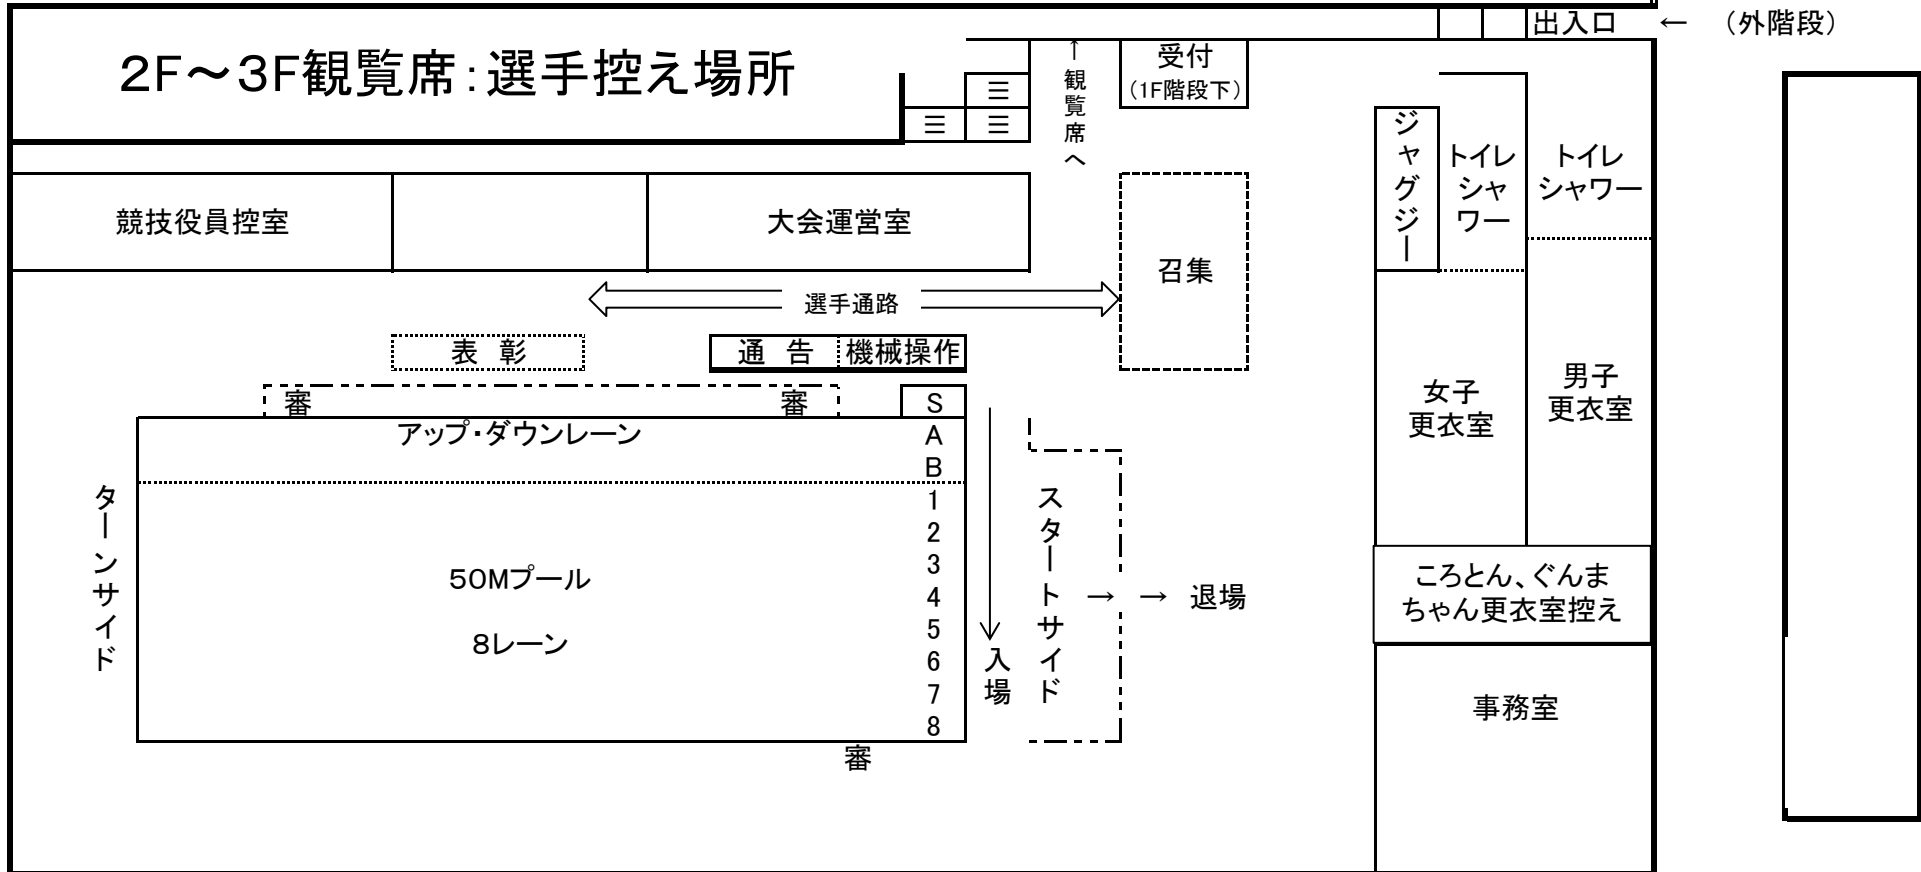 出入口
← （外階段）
2F～3F観覧席：選手控え場所
三
三 三
↑観覧席へ
受付
（1F階段下）
ジャグジー
トイレ
シャ
ワー
トイレ
シャワー
競技役員控室
大会運営室
召集
選手通路
表 彰
通 告
機械操作
女子
更衣室
男子
更衣室
審
審
S
アップ・ダウンレーン
A
B
1
2
3
4
5
6
7
8
ターンサイド
50Mプール
8レーン
入場
スタートサイド
→ → 退場
ころとん、ぐんま
ちゃん更衣室控え
事務室
審